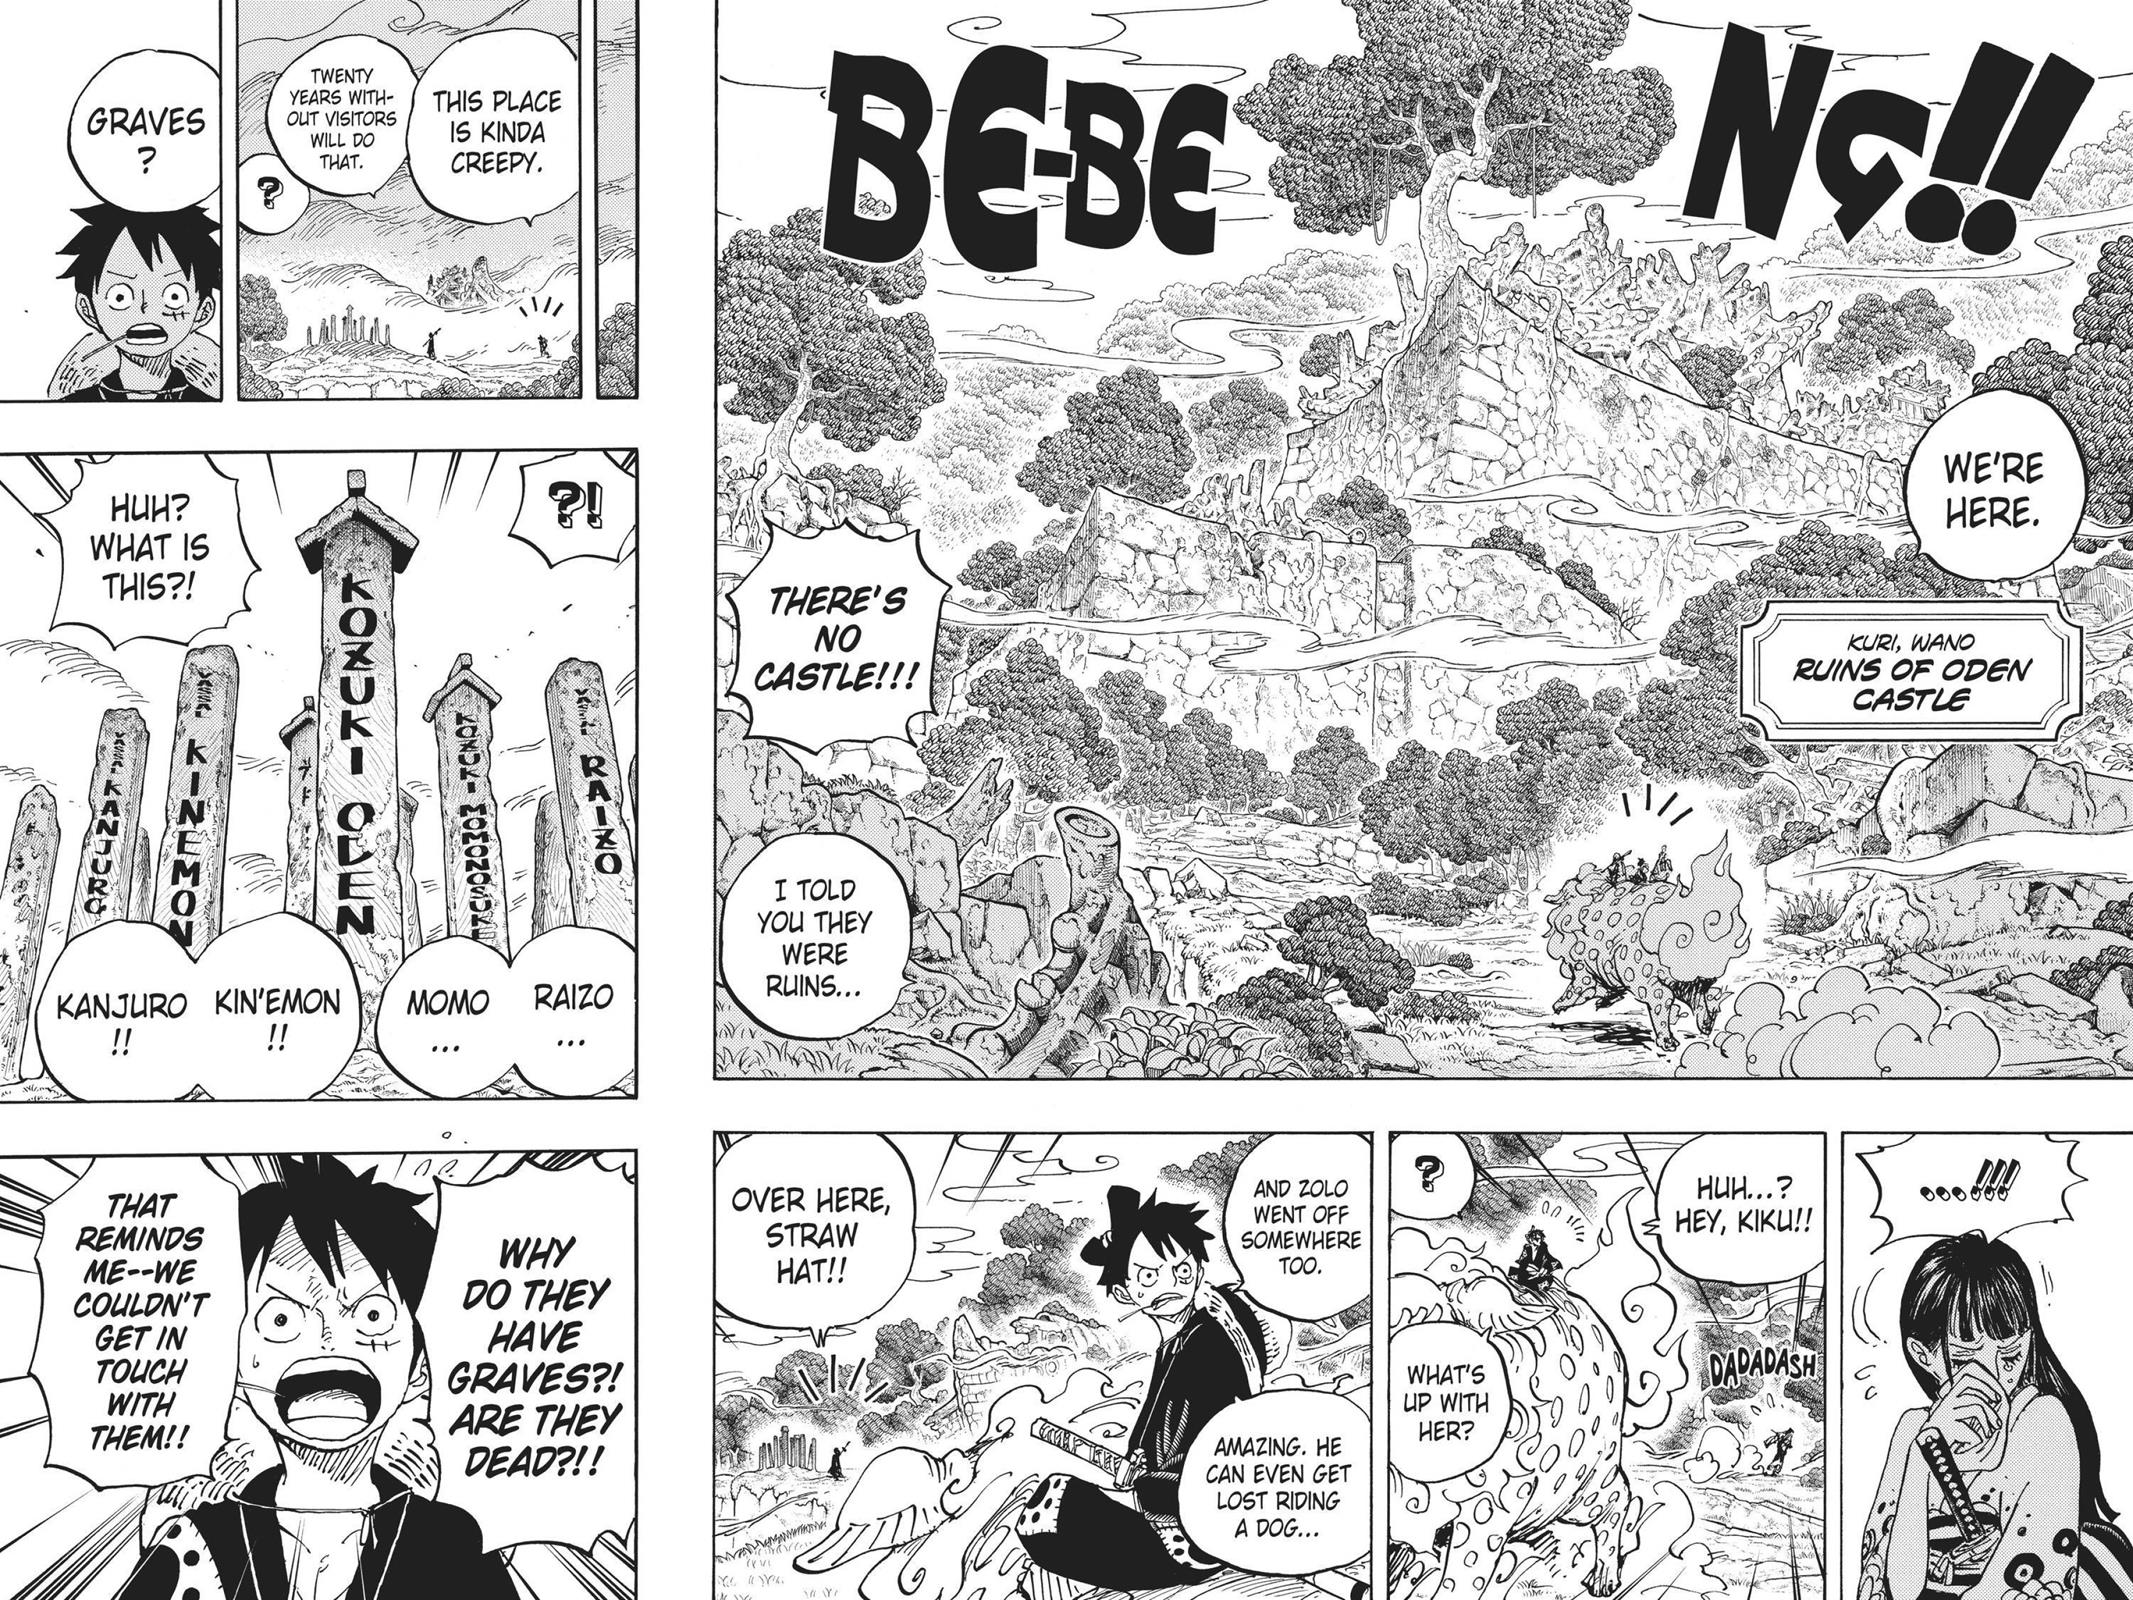 BE-BE
NG!!
WE'RE
HERE.
KURI, WANO
RUINS OF ODEN
CASTLE
THERE'S
NO
CASTLE!!!
I TOLD
YOU THEY
WERE
RUINS...
...!!!
HUH...?
HEY, KIKU!!
DADADASH
?
WHAT'S
UP WITH
HER?
AND ZOLO
WENT OFF
SOMEWHERE
TOO.
AMAZING. HE
CAN EVEN GET
LOST RIDING
A DOG...
OVER HERE,
STRAW
HAT!!
THIS PLACE
IS KINDA
CREEPY.
TWENTY
YEARS WITH-
OUT VISITORS
WILL DO
THAT.
?
GRAVES
?
?!
HUH?
WHAT IS
THIS?!
VASSAL RAIZO
KOZUKI MOMONOSUKE
KOZUKI ODEN
VASSAL KINEMON
VASSAL KANJURO
RAIZO
...
MOMO
...
KIN'EMON
!!
KANJURO
!!
WHY
DO THEY
HAVE
GRAVES?!
ARE THEY
DEAD?!!
THAT
REMINDS
ME--WE
COULDN'T
GET IN
TOUCH
WITH
THEM!!